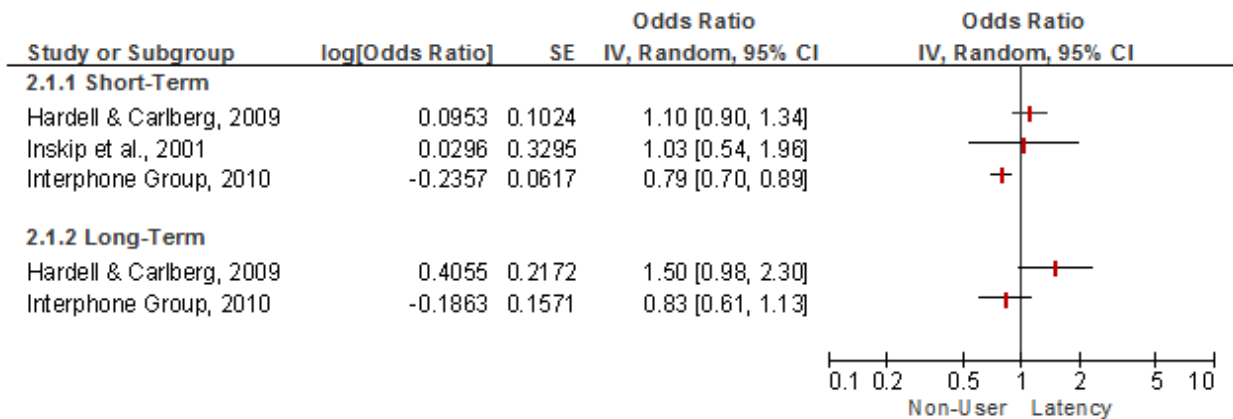 Odds Ratio Odds Ratio
Study or Subgroup log[Odds Ratio] SE IV, Random, 95% CI IV, Random, 95% CI
2.1.1 Short-Term
Hardell & Carlberg, 2009 0.0953 0.1024 1.10 [0.90, 1.34]
Inskip et al., 2001 0.0296 0.3295 1.03 [0.54, 1.96]
Interphone Group, 2010 -0.2357 0.0617 0.79 [0.70, 0.89]
2.1.2 Long-Term
Hardell & Carlberg, 2009 0.4055 0.2172 1.50 [0.98, 2.30]
Interphone Group, 2010 -0.1863 0.1571 0.83 [0.61, 1.13]
0.1 0.2 0.5 1 2 5 10
Non-User Latency